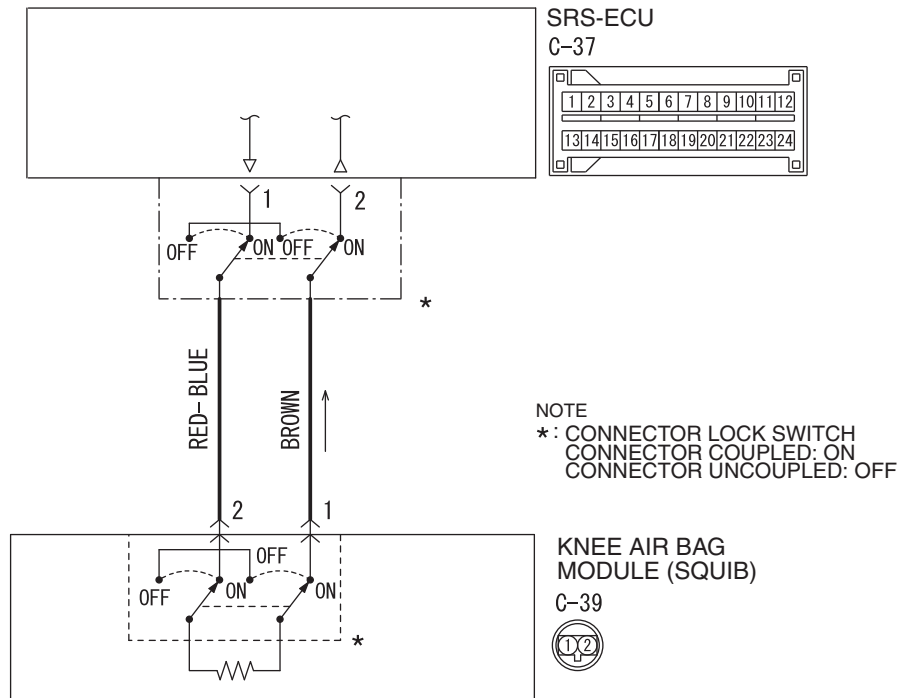 SRS-ECU
C-37
1 2 3 4 5 6 7 8 9 10 11 12
13 14 15 16 17 18 19 20 21 22 23 24
1 2
OFF ON OFF ON
*
RED-BLUE
BROWN
NOTE
*: CONNECTOR LOCK SWITCH
CONNECTOR COUPLED: ON
CONNECTOR UNCOUPLED: OFF
2 1
OFF ON OFF ON
*
KNEE AIR BAG
MODULE (SQUIB)
C-39
1 2